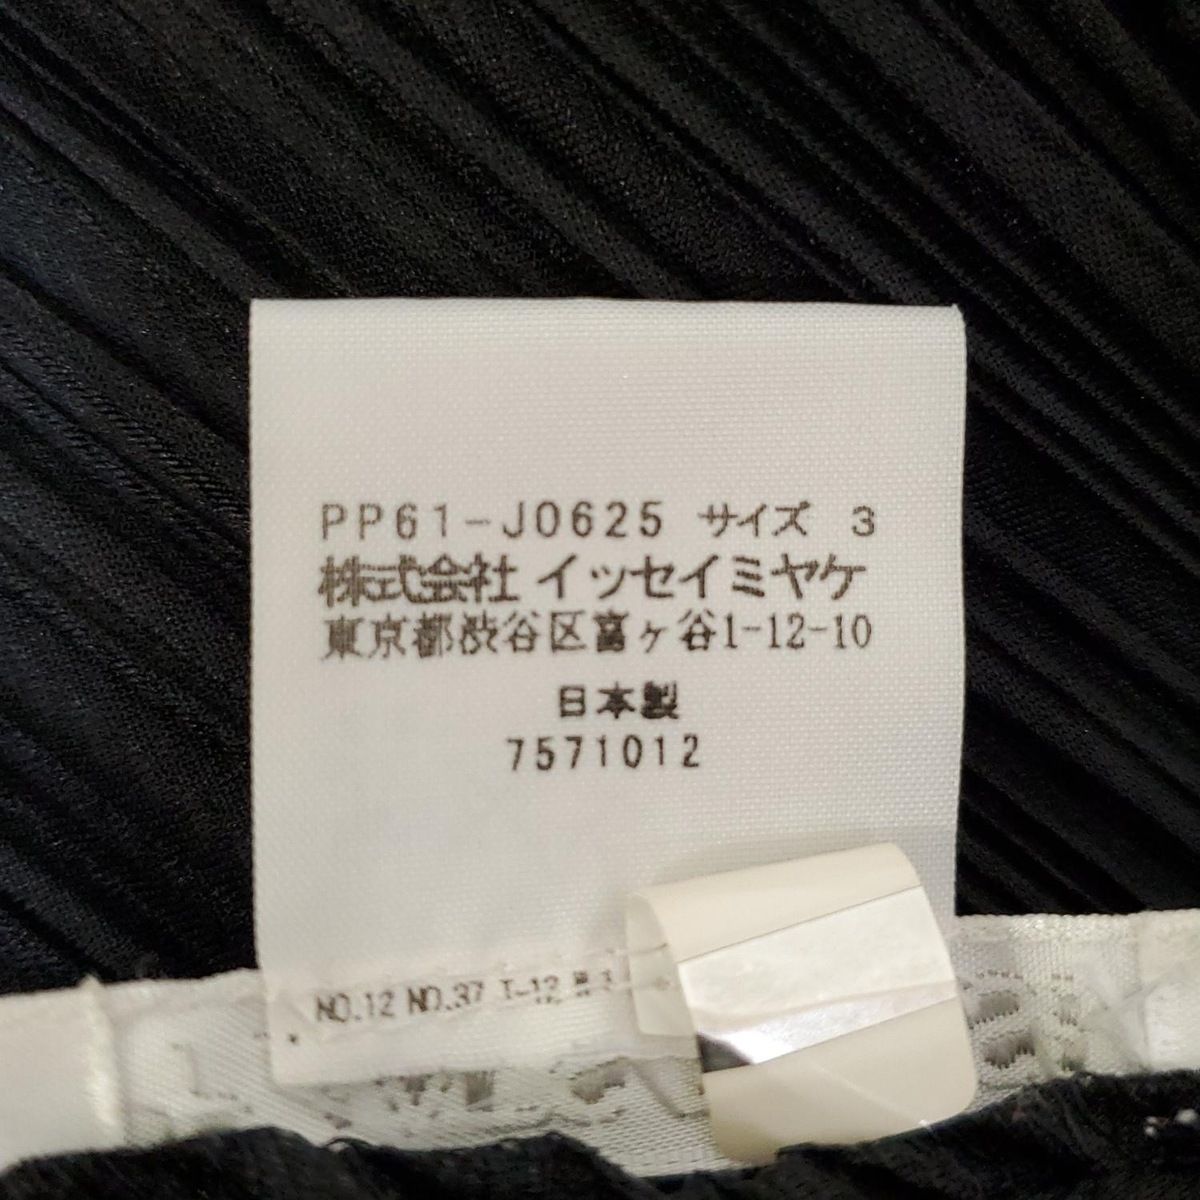 PP61-J0625 サイズ 3
株式会社 イッセイミヤケ
東京都渋谷区富ヶ谷1-12-10
日本製
7571012
NO.12 NO.37 T-12